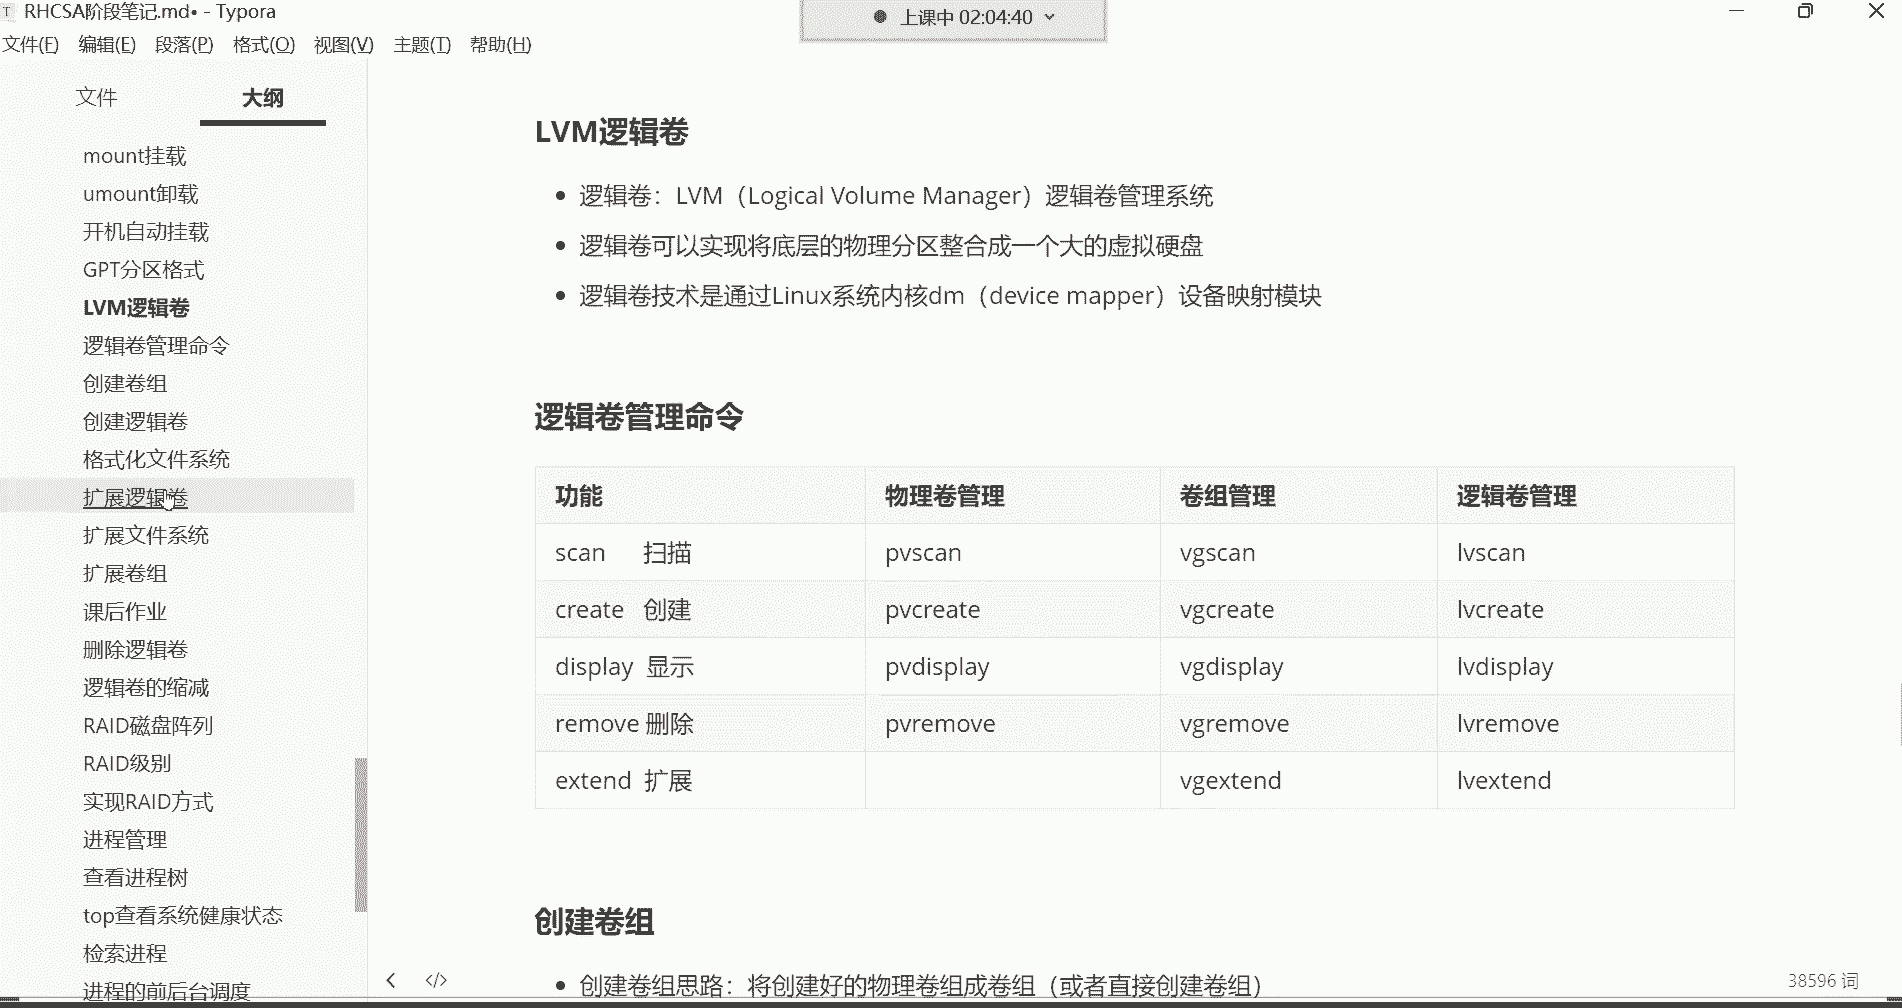 RHCSA阶段笔记.md• - Typora
上课中 02:04:40
文件(F) 编辑(E) 段落(P) 格式(O) 视图(V) 主题(T) 帮助(H)
文件 大纲
mount挂载
umount卸载
开机自动挂载
GPT分区格式
LVM逻辑卷
逻辑卷管理命令
创建卷组
创建逻辑卷
格式化文件系统
扩展逻辑卷
扩展文件系统
扩展卷组
课后作业
删除逻辑卷
逻辑卷的缩减
RAID磁盘阵列
RAID级别
实现RAID方式
进程管理
查看进程树
top查看系统健康状态
检索进程
进程的前后台调度
LVM逻辑卷
• 逻辑卷：LVM（Logical Volume Manager）逻辑卷管理系统
• 逻辑卷可以实现将底层的物理分区整合成一个大的虚拟硬盘
• 逻辑卷技术是通过Linux系统内核dm（device mapper）设备映射模块
逻辑卷管理命令
功能 物理卷管理 卷组管理 逻辑卷管理
scan 扫描 pvscan vgscan lvscan
create 创建 pvcreate vgcreate lvcreate
display 显示 pvdisplay vgdisplay lvdisplay
remove 删除 pvremove vgremove lvremove
extend 扩展 vgextend lvextend
创建卷组
• 创建卷组思路：将创建好的物理卷组成卷组（或者直接创建卷组）
</> 38596 词